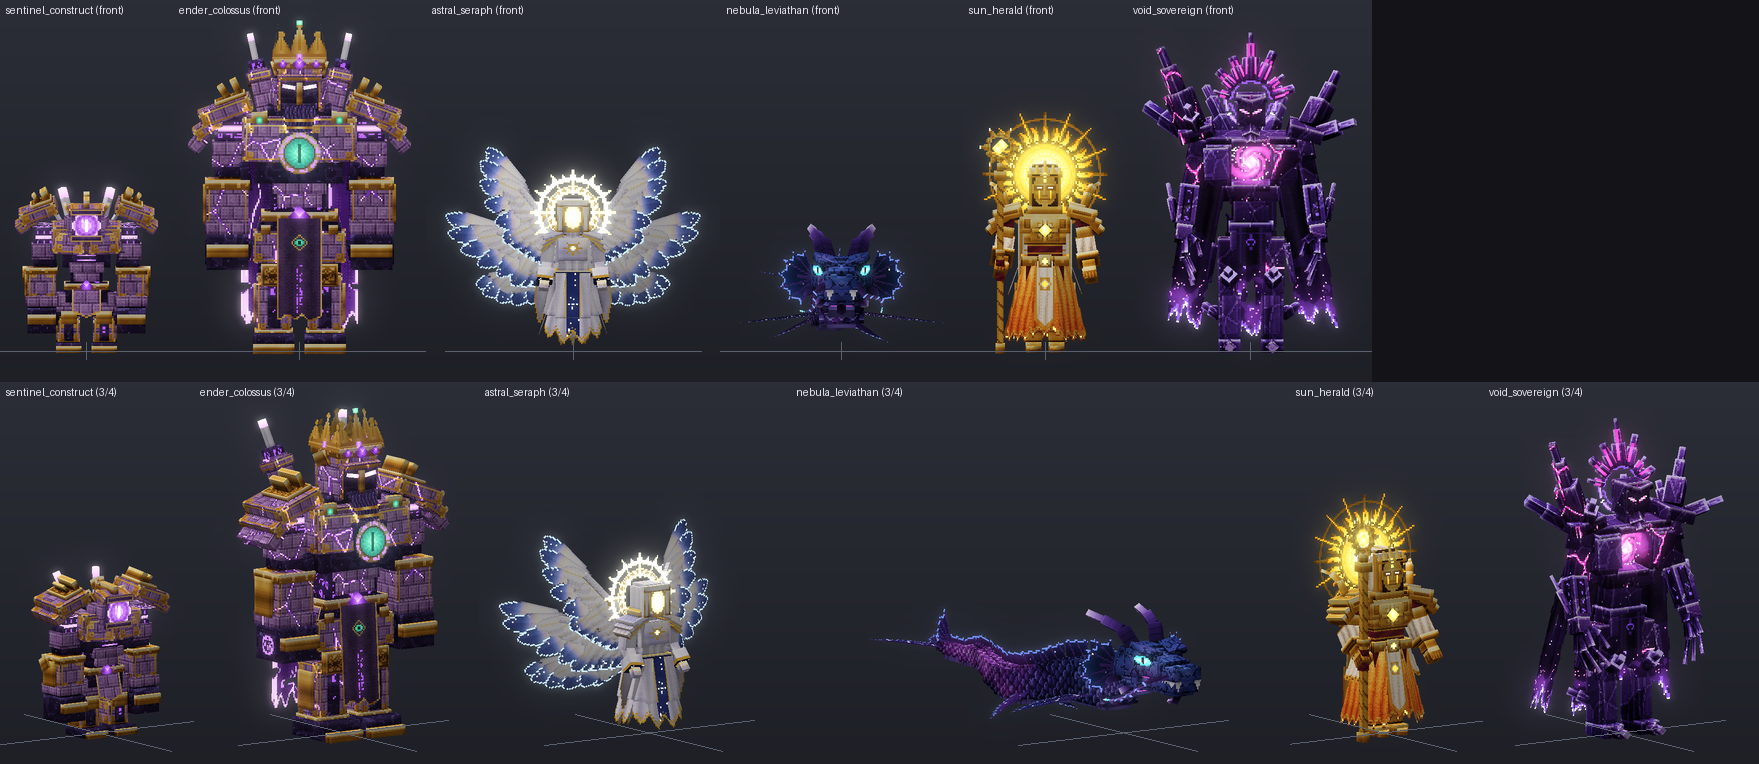 sentinel_construct (front)
ender_colossus (front)
astral_seraph (front)
nebula_leviathan (front)
sun_herald (front)
void_sovereign (front)
sentinel_construct (3/4)
ender_colossus (3/4)
astral_seraph (3/4)
nebula_leviathan (3/4)
sun_herald (3/4)
void_sovereign (3/4)